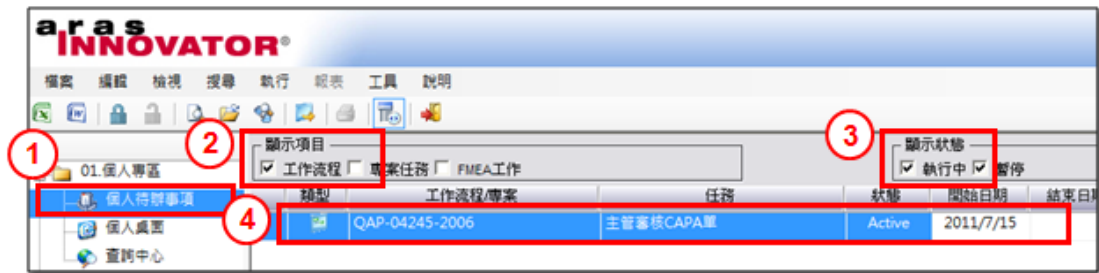 aras
INNOVATOR®
檔案 編輯 檢視 搜尋 執行 報表 工具 說明
1
2
3
4
顯示項目
工作流程 專案任務 FMEA工作
顯示狀態
執行中 暫停
01.個人專區
個人待辦事項
個人桌面
查詢中心
類型 工作流程/專案 任務 狀態 開始日期 結束日期
QAP-04245-2006 主管審核CAPA單 Active 2011/7/15